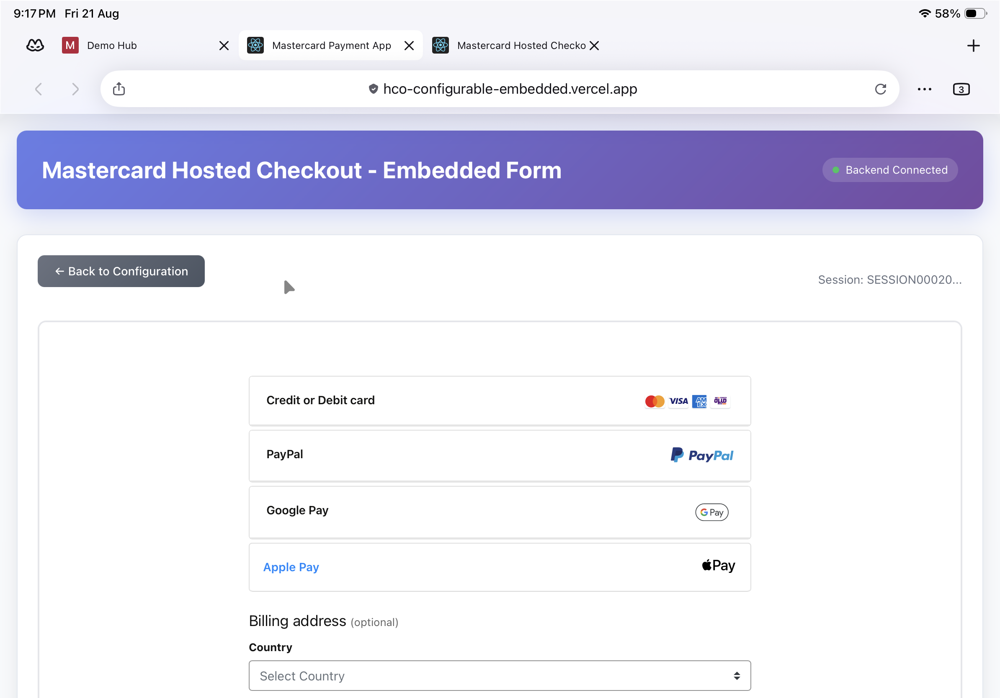 9:17 PM Fri 21 Aug
58%
M Demo Hub
Mastercard Payment App
Mastercard Hosted Checko
hco-configurable-embedded.vercel.app
3
Mastercard Hosted Checkout - Embedded Form
Backend Connected
← Back to Configuration
Session: SESSION00020...
Credit or Debit card
VISA
AM
EX
PayPal
PayPal
Google Pay
G Pay
Apple Pay
Pay
Billing address (optional)
Country
Select Country